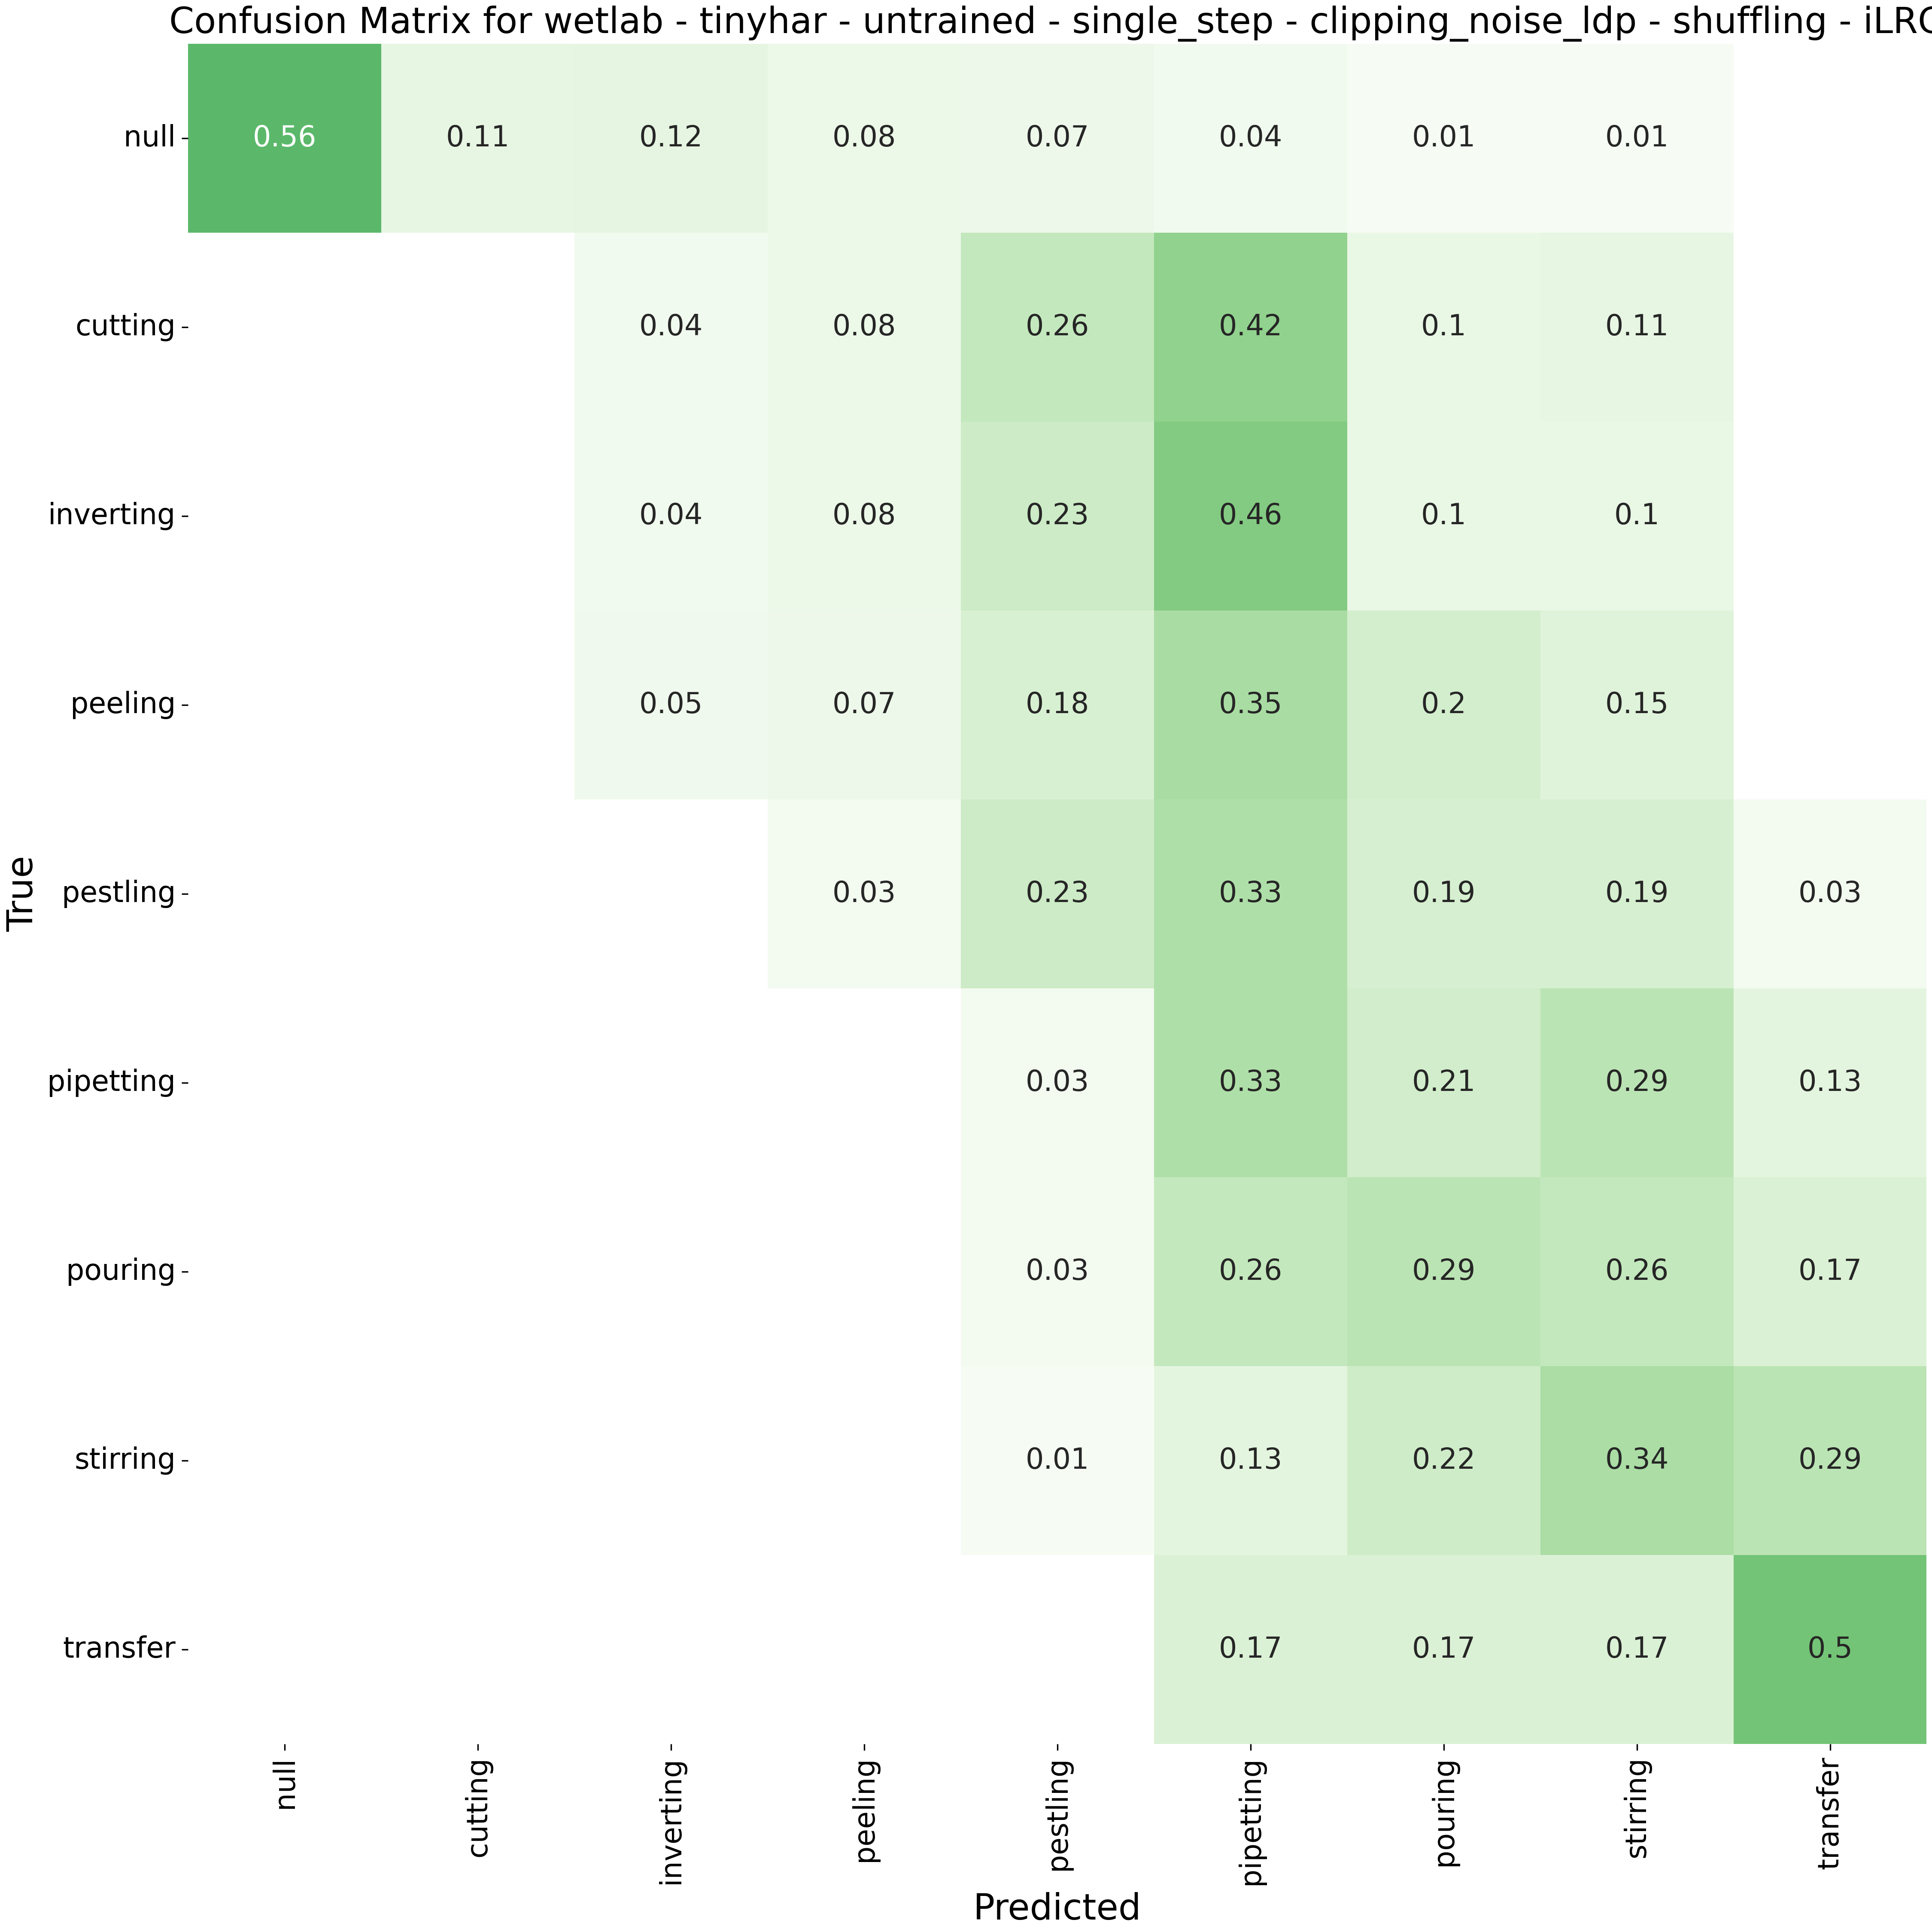 Confusion Matrix for wetlab - tinyhar - untrained - single_step - clipping_noise_ldp - shuffling - iLRG
null 0.56 0.11 0.12 0.08 0.07 0.04 0.01 0.01
cutting 0.04 0.08 0.26 0.42 0.1 0.11
inverting 0.04 0.08 0.23 0.46 0.1 0.1
peeling 0.05 0.07 0.18 0.35 0.2 0.15
pestling 0.03 0.23 0.33 0.19 0.19 0.03
pipetting 0.03 0.33 0.21 0.29 0.13
pouring 0.03 0.26 0.29 0.26 0.17
stirring 0.01 0.13 0.22 0.34 0.29
transfer 0.17 0.17 0.17 0.5
True
null cutting inverting peeling pestling pipetting pouring stirring transfer
Predicted